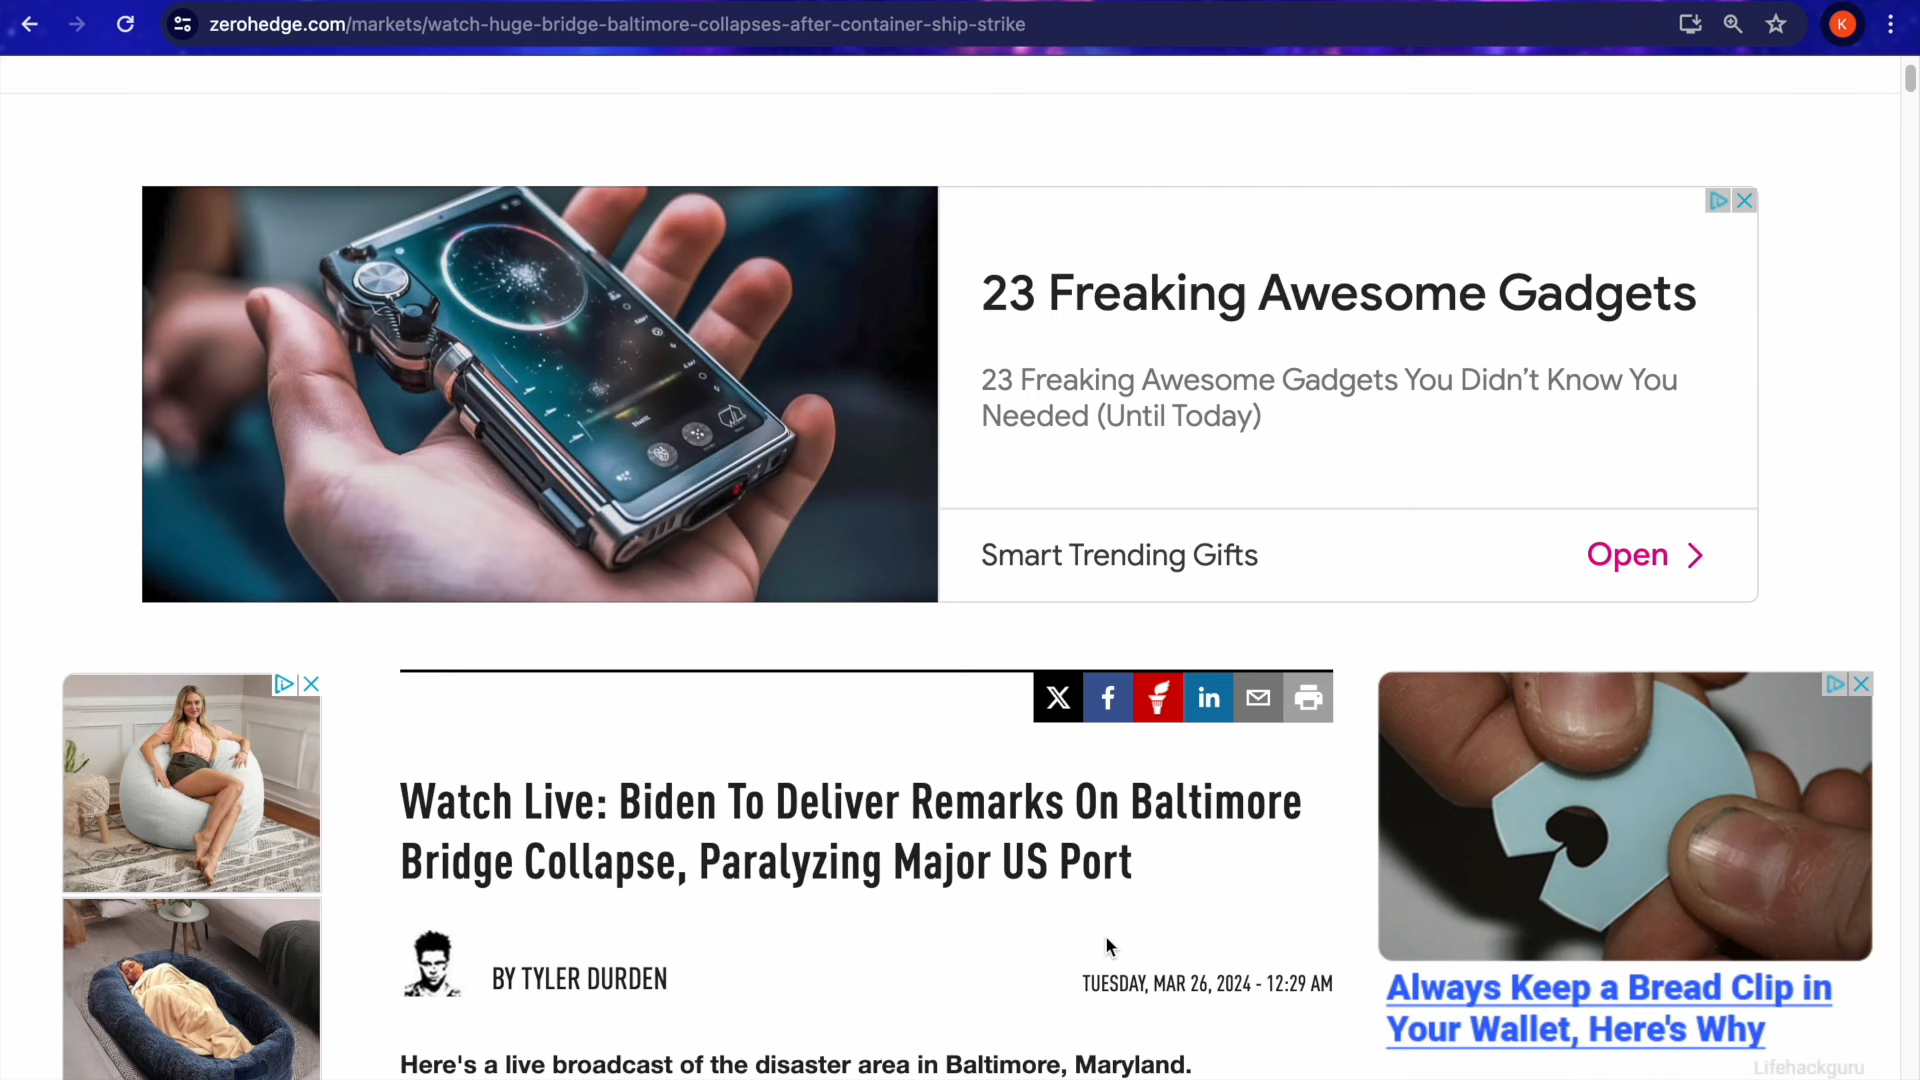 zerohedge.com/markets/watch-huge-bridge-baltimore-collapses-after-container-ship-strike
K
23 Freaking Awesome Gadgets
23 Freaking Awesome Gadgets You Didn’t Know You
Needed (Until Today)
Smart Trending Gifts
Open
X
f
in
Watch Live: Biden To Deliver Remarks On Baltimore
Bridge Collapse, Paralyzing Major US Port
BY TYLER DURDEN
TUESDAY, MAR 26, 2024 - 12:29 AM
Here's a live broadcast of the disaster area in Baltimore, Maryland.
Always Keep a Bread Clip in
Your Wallet, Here's Why
Lifehackguru